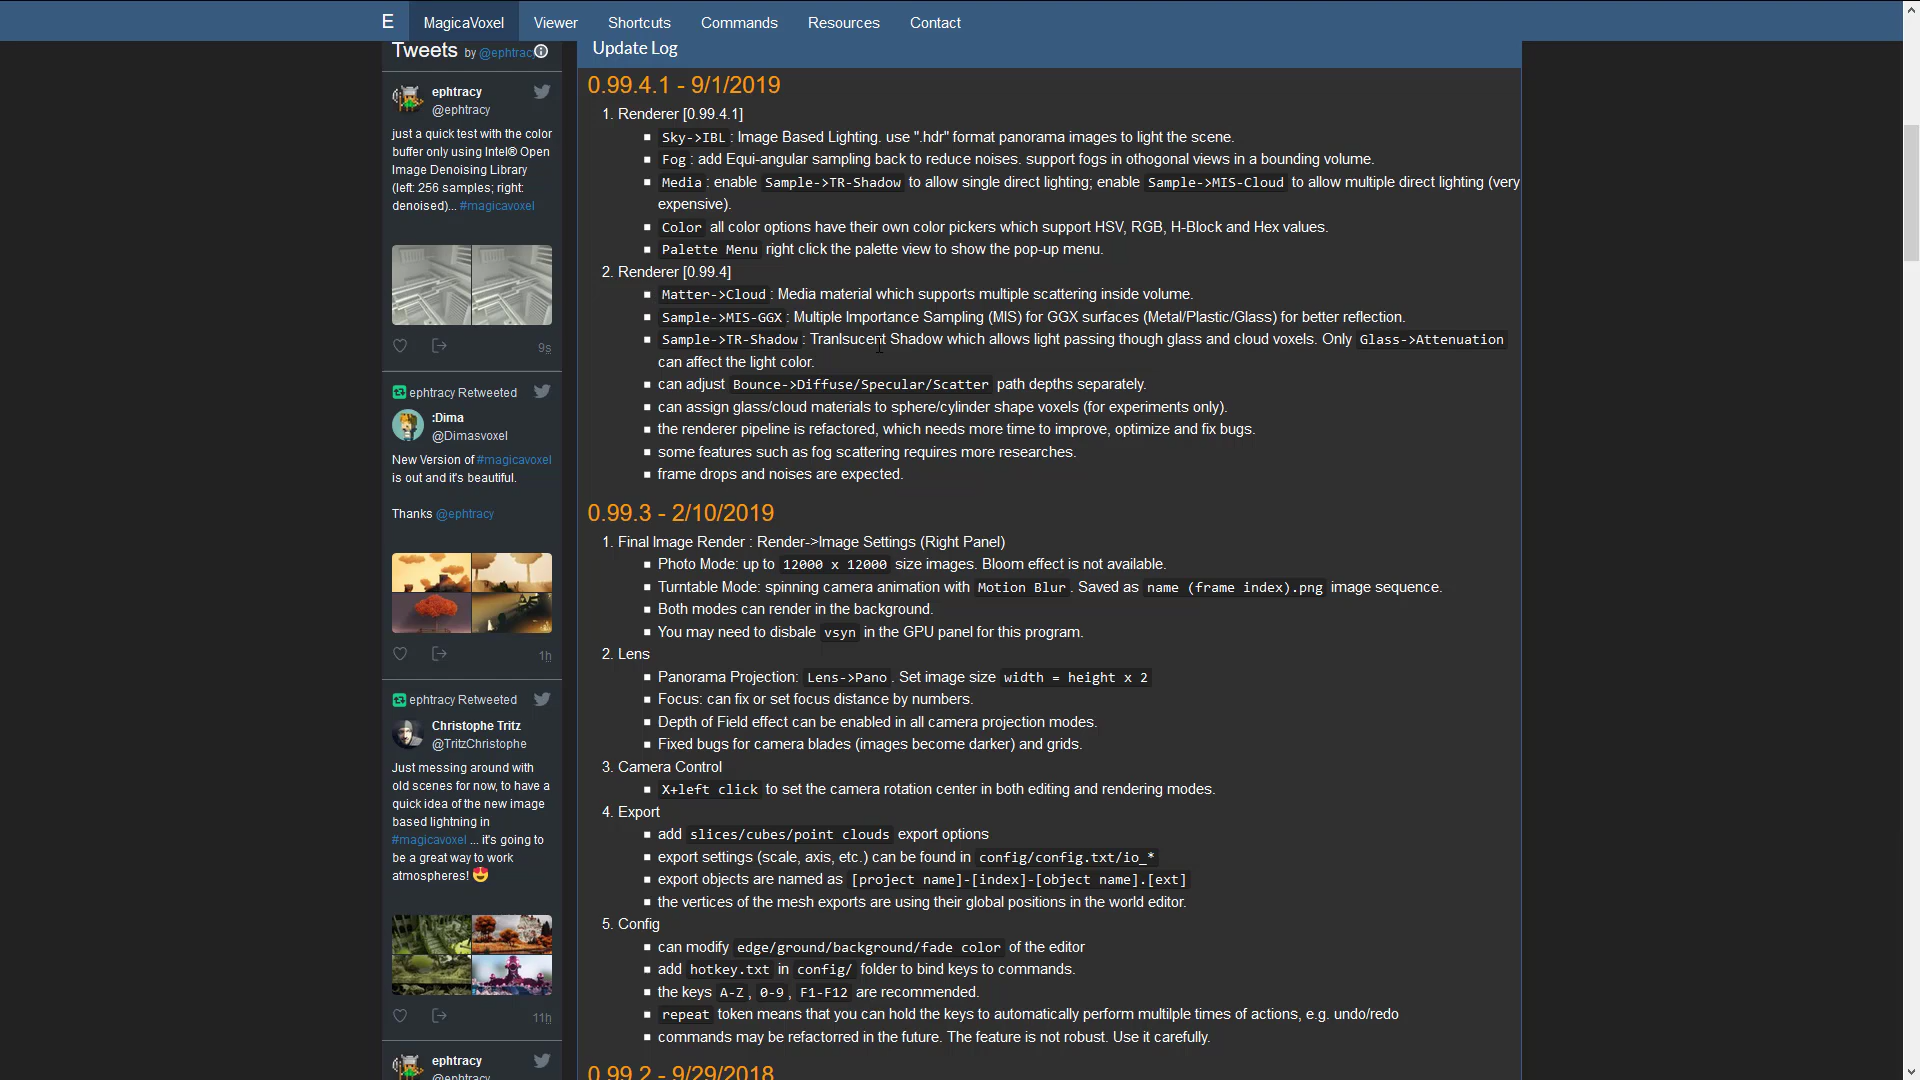 E MagicaVoxel Viewer Shortcuts Commands Resources Contact
Tweets by @ephtrac
ephtracy
@ephtracy
just a quick test with the color
buffer only using Intel® Open
Image Denoising Library
(left: 256 samples; right:
denoised)... #magicavoxel
9s
ephtracy Retweeted
:Dima
@Dimasvoxel
New Version of #magicavoxel
is out and it's beautiful.
Thanks @ephtracy
1h
ephtracy Retweeted
Christophe Tritz
@TritzChristophe
Just messing around with
old scenes for now, to have a
quick idea of the new image
based lightning in
#magicavoxel ... it's going to
be a great way to work
atmospheres! 😍
11h
ephtracy
@ephtracy
Update Log
0.99.4.1 - 9/1/2019
1. Renderer [0.99.4.1]
Sky->IBL : Image Based Lighting. use ".hdr" format panorama images to light the scene.
Fog : add Equi-angular sampling back to reduce noises. support fogs in othogonal views in a bounding volume.
Media : enable Sample->TR-Shadow to allow single direct lighting; enable Sample->MIS-Cloud to allow multiple direct lighting (very
expensive).
Color all color options have their own color pickers which support HSV, RGB, H-Block and Hex values.
Palette Menu right click the palette view to show the pop-up menu.
2. Renderer [0.99.4]
Matter->Cloud : Media material which supports multiple scattering inside volume.
Sample->MIS-GGX : Multiple Importance Sampling (MIS) for GGX surfaces (Metal/Plastic/Glass) for better reflection.
Sample->TR-Shadow : Tranlsucent Shadow which allows light passing though glass and cloud voxels. Only Glass->Attenuation
can affect the light color.
can adjust Bounce->Diffuse/Specular/Scatter path depths separately.
can assign glass/cloud materials to sphere/cylinder shape voxels (for experiments only).
the renderer pipeline is refactored, which needs more time to improve, optimize and fix bugs.
some features such as fog scattering requires more researches.
frame drops and noises are expected.
0.99.3 - 2/10/2019
1. Final Image Render : Render->Image Settings (Right Panel)
Photo Mode: up to 12000 x 12000 size images. Bloom effect is not available.
Turntable Mode: spinning camera animation with Motion Blur . Saved as name (frame index).png image sequence.
Both modes can render in the background.
You may need to disbale vsyn in the GPU panel for this program.
2. Lens
Panorama Projection: Lens->Pano . Set image size width = height x 2
Focus: can fix or set focus distance by numbers.
Depth of Field effect can be enabled in all camera projection modes.
Fixed bugs for camera blades (images become darker) and grids.
3. Camera Control
X+left click to set the camera rotation center in both editing and rendering modes.
4. Export
add slices/cubes/point clouds export options
export settings (scale, axis, etc.) can be found in config/config.txt/io_*
export objects are named as [project name]-[index]-[object name].[ext]
the vertices of the mesh exports are using their global positions in the world editor.
5. Config
can modify edge/ground/background/fade color of the editor
add hotkey.txt in config/ folder to bind keys to commands.
the keys A-Z , 0-9 , F1-F12 are recommended.
repeat token means that you can hold the keys to automatically perform multilple times of actions, e.g. undo/redo
commands may be refactorred in the future. The feature is not robust. Use it carefully.
0.99.2 - 9/29/2018